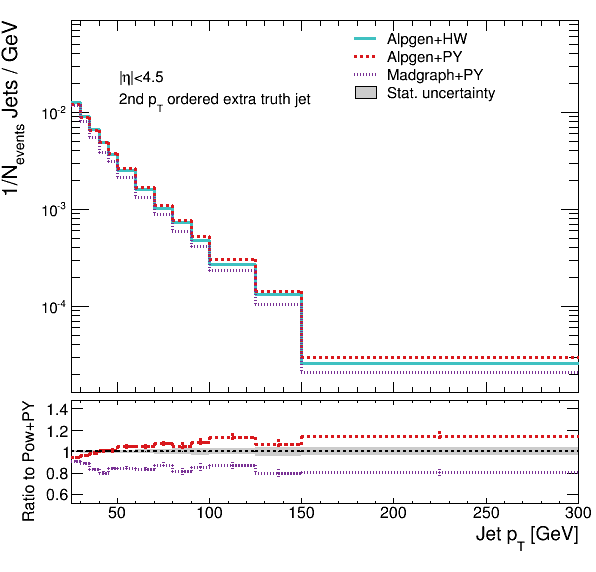 1/N_events Jets / GeV
Alpgen+HW
Alpgen+PY
Madgraph+PY
Stat. uncertainty
|η|<4.5
2nd p_T ordered extra truth jet
10^-2
10^-3
10^-4
Ratio to Pow+PY
1.4
1.2
1
0.8
0.6
50 100 150 200 250 300
Jet p_T [GeV]